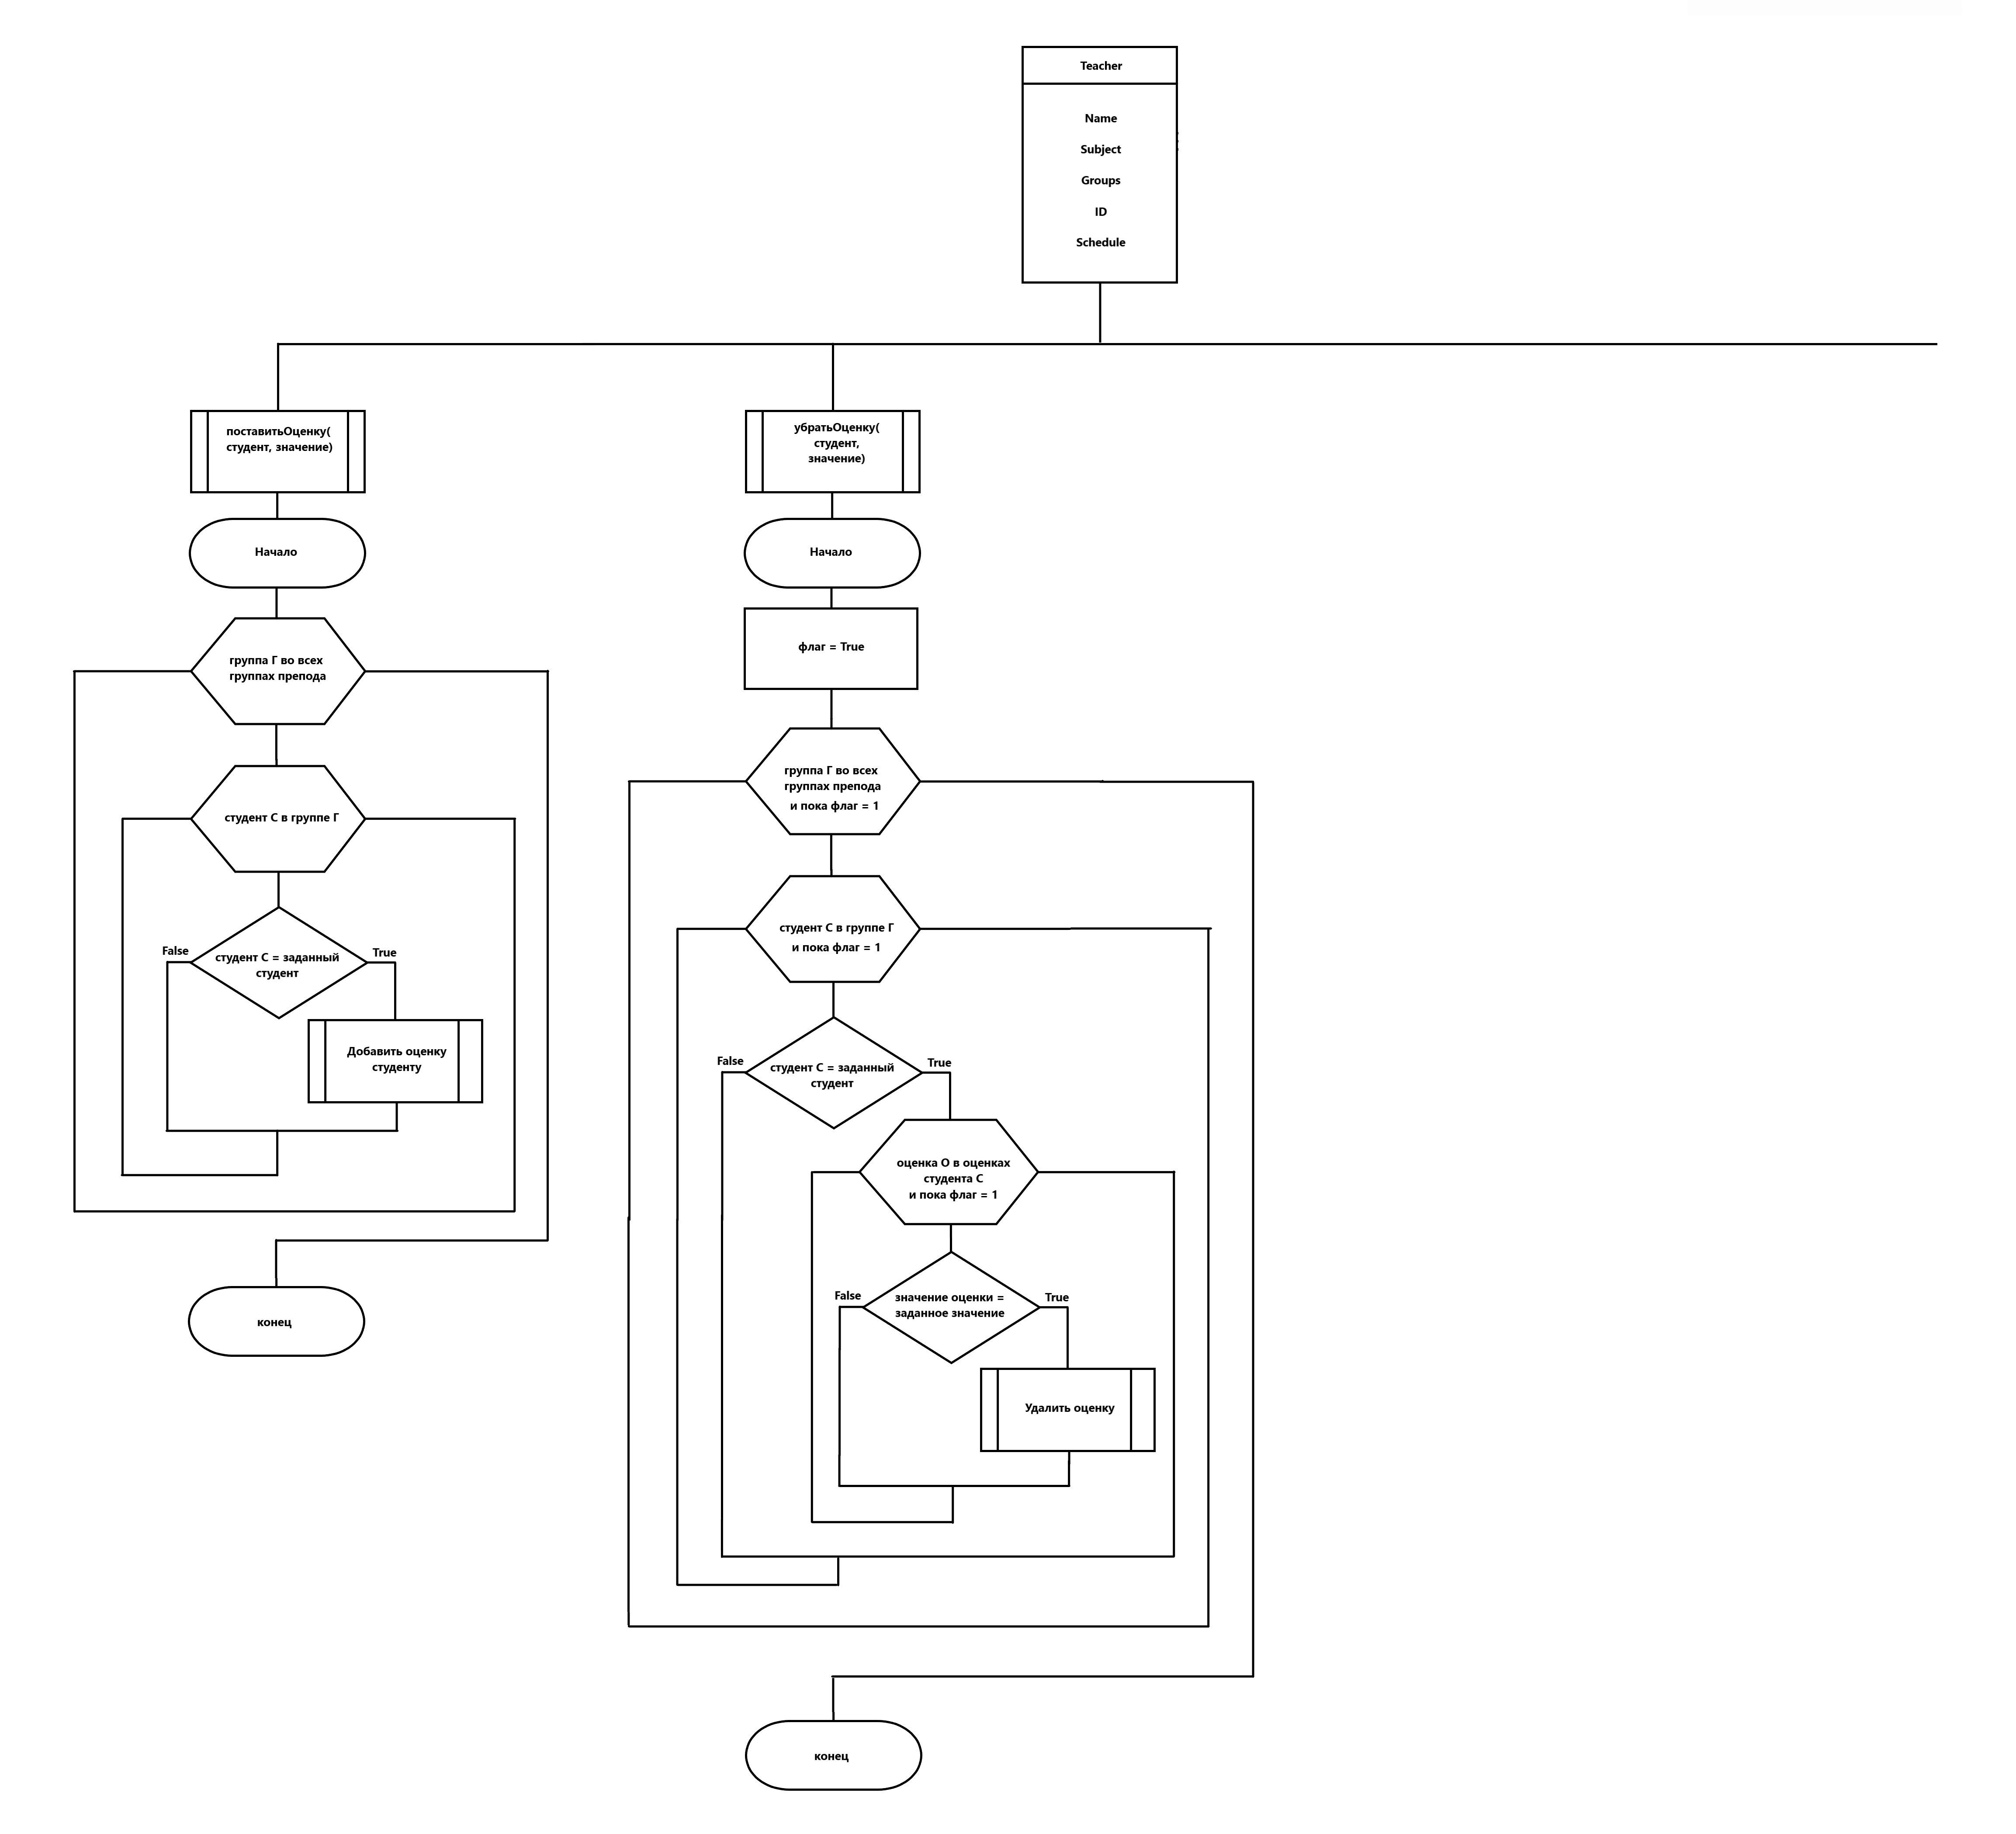 Teacher
Name
Subject
Groups
ID
Schedule
поставитьОценку(
студент, значение)
Начало
группа Г во всех
группах препода
студент С в группе Г
False
True
студент С = заданный
студент
Добавить оценку
студенту
конец
убратьОценку(
студент,
значение)
Начало
флаг = True
группа Г во всех
группах препода
и пока флаг = 1
студент С в группе Г
и пока флаг = 1
False
True
студент С = заданный
студент
оценка О в оценках
студента С
и пока флаг = 1
False
True
значение оценки =
заданное значение
Удалить оценку
конец